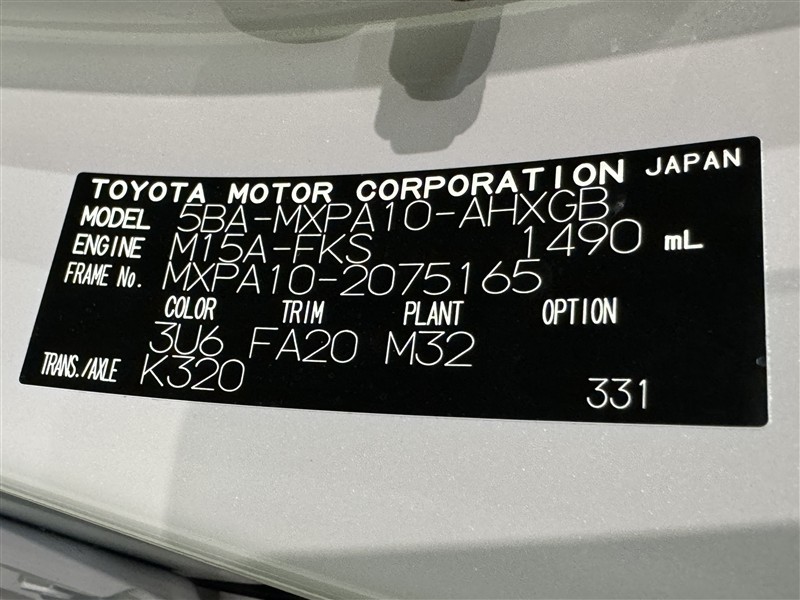 TOYOTA MOTOR CORPORATION JAPAN
MODEL 5BA-MXPA10-AHXGB
ENGINE M15A-FKS 1490 mL
FRAME No. MXPA10-2075165
COLOR TRIM PLANT OPTION
3U6 FA20 M32
TRANS./AXLE K320
331